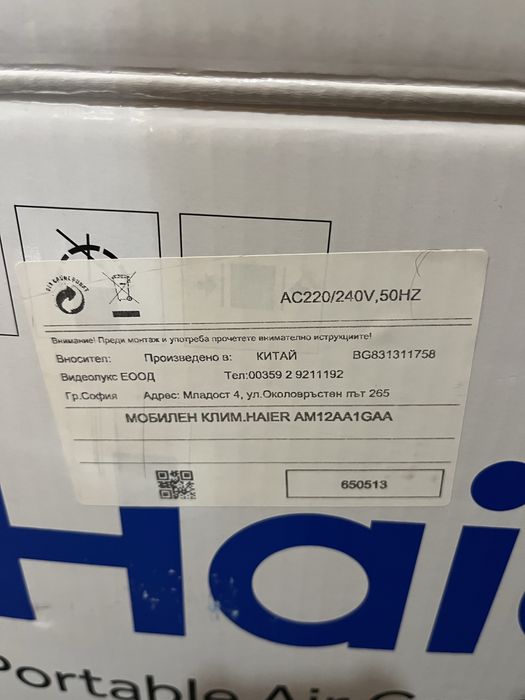 AC220/240V,50HZ
Внимание! Преди монтаж и употреба прочетете внимателно инструкциите!
Вносител: Произведено в: КИТАЙ BG831311758
Видеолукс ЕООД Тел:00359 2 9211192
Гр.София Адрес: Младост 4, ул.Околовръстен път 265
МОБИЛЕН КЛИМ.HAIER AM12AA1GAA
650513
Hai
Portable Air C